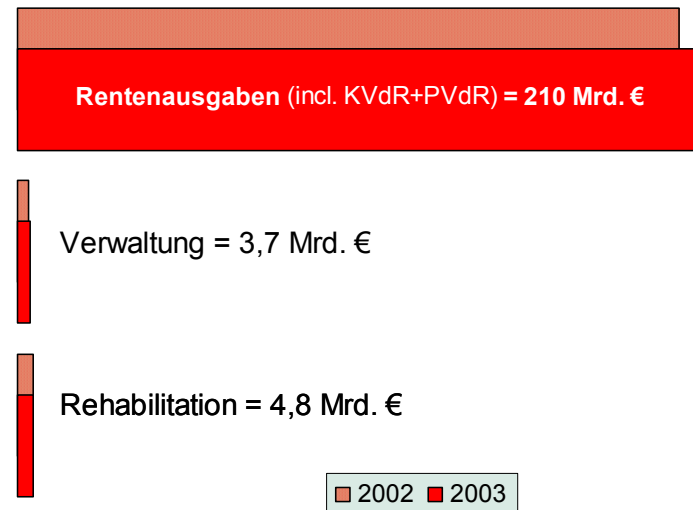 Rentenausgaben (incl. KVdR+PVdR) = 210 Mrd. €
Verwaltung = 3,7 Mrd. €
Rehabilitation = 4,8 Mrd. €
2002 2003